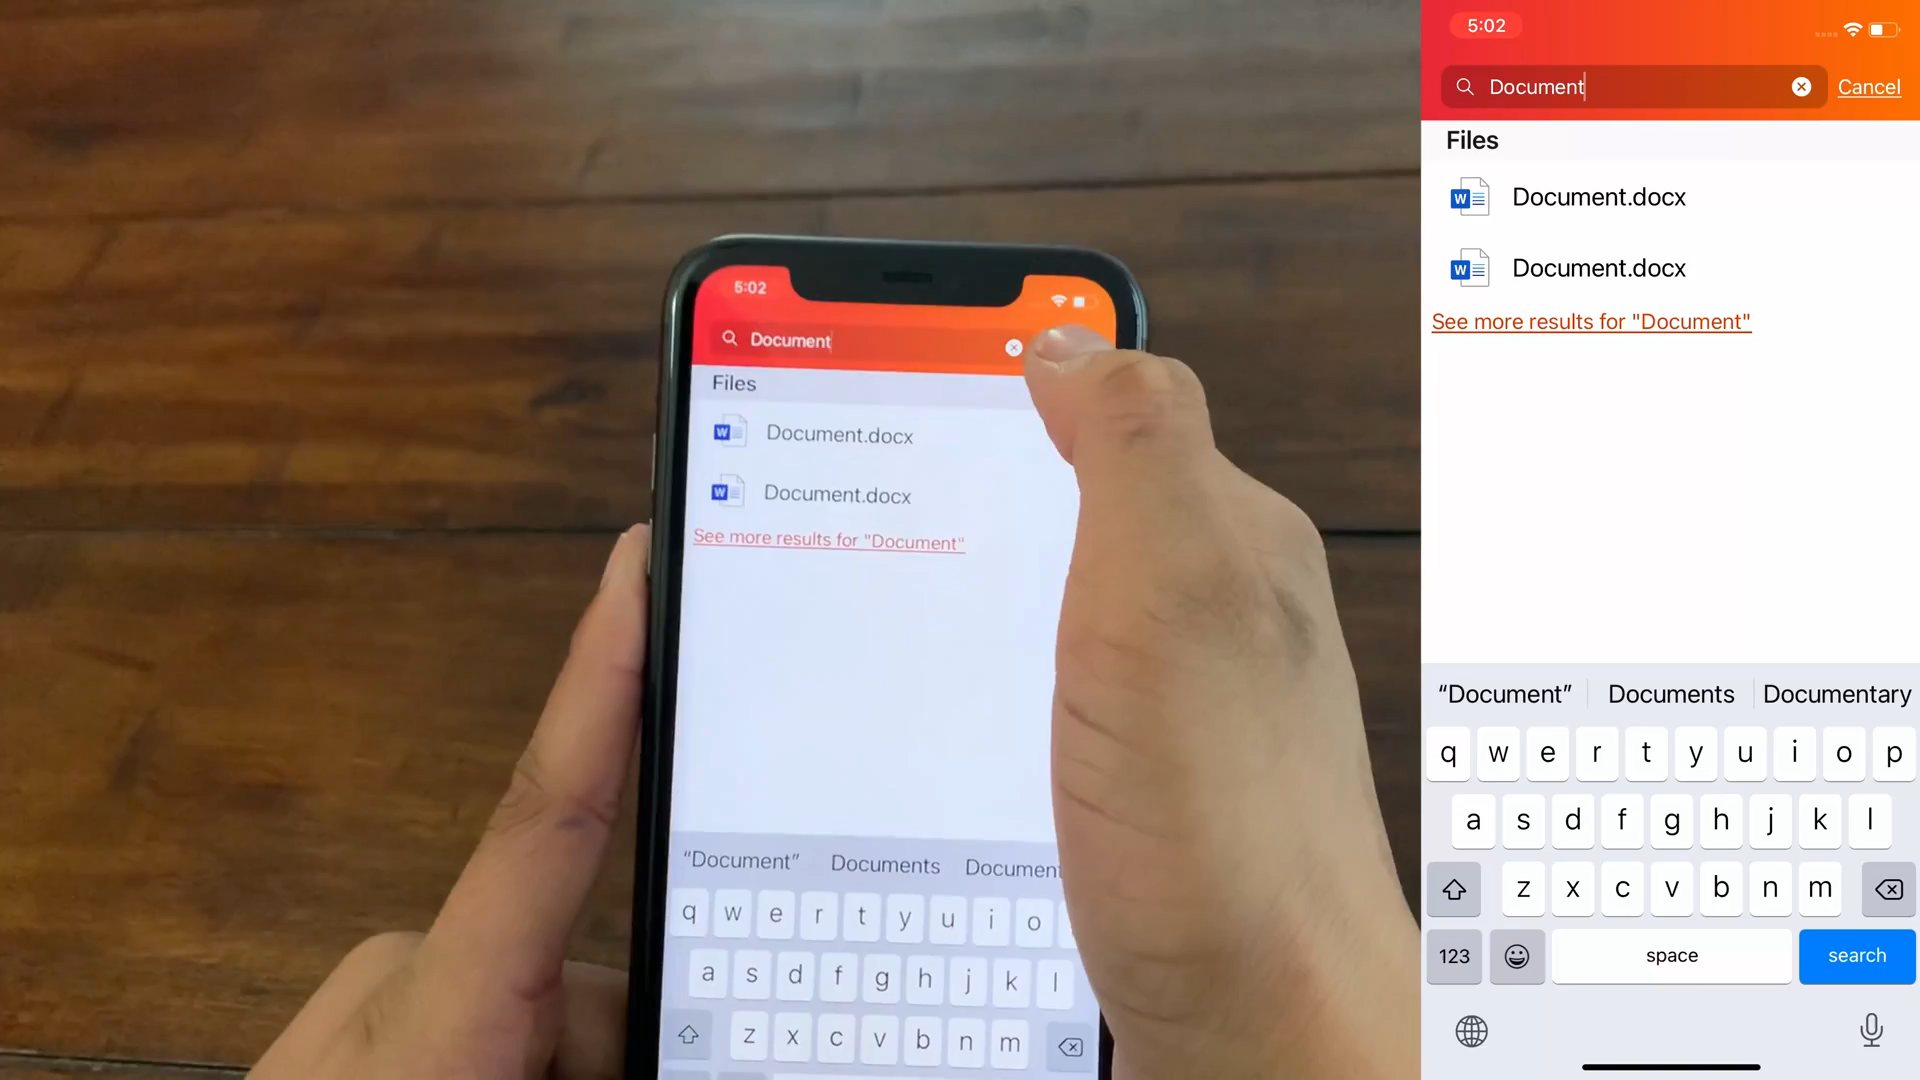 5:02
Document
Files
W Document.docx
W Document.docx
See more results for "Document"
“Document” Documents Document
q w e r t y u i o
a s d f g h j k l
z x c v b n m
5:02
Document Cancel
Files
W Document.docx
W Document.docx
See more results for "Document"
“Document” Documents Documentary
q w e r t y u i o p
a s d f g h j k l
z x c v b n m
123 space search